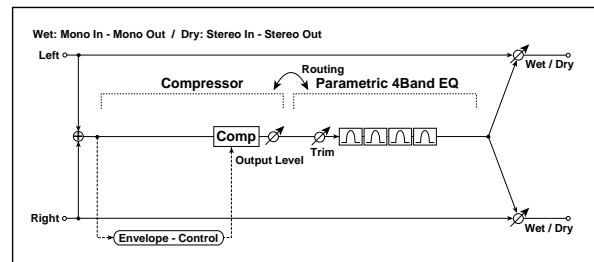 Wet: Mono In - Mono Out / Dry: Stereo In - Stereo Out
Left
Wet / Dry
Routing
Compressor
Parametric 4Band EQ
Comp
Output Level
Trim
Right
Wet / Dry
Envelope - Control